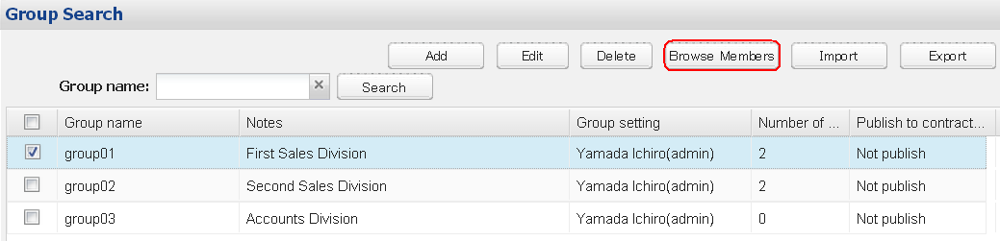 Group Search
Add Edit Delete Browse Members Import Export
Group name: Search
Group name Notes Group setting Number of ... Publish to contract...
group01 First Sales Division Yamada Ichiro(admin) 2 Not publish
group02 Second Sales Division Yamada Ichiro(admin) 2 Not publish
group03 Accounts Division Yamada Ichiro(admin) 0 Not publish